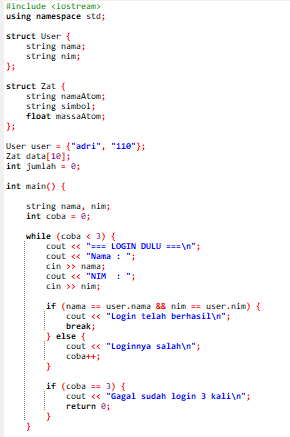 #include <iostream>
using namespace std;
struct User {
string nama;
string nim;
};
struct Zat {
string namaAtom;
string simbol;
float massaAtom;
};
User user = {"adri", "110"};
Zat data[10];
int jumlah = 0;
int main() {
string nama, nim;
int coba = 0;
while (coba < 3) {
cout << "=== LOGIN DULU ===\n";
cout << "Nama : ";
cin >> nama;
cout << "NIM  : ";
cin >> nim;
if (nama == user.nama && nim == user.nim) {
cout << "Login telah berhasil\n";
break;
} else {
cout << "Loginnya salah\n";
coba++;
}
if (coba == 3) {
cout << "Gagal sudah login 3 kali\n";
return 0;
}
}